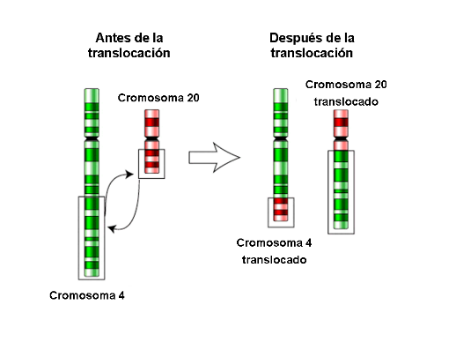 Antes de la
translocación
Después de la
translocación
Cromosoma 20
Cromosoma 20
translocado
Cromosoma 4
Cromosoma 4
translocado